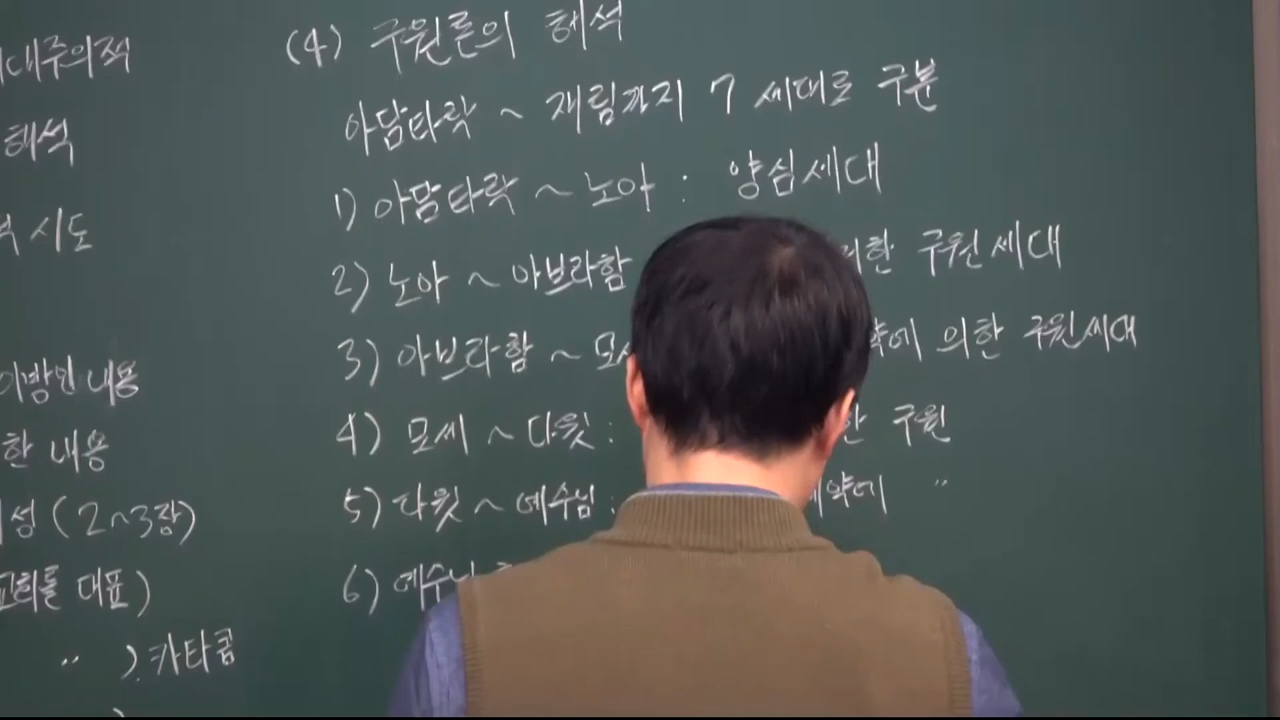 세대주의적
해석
시도
이방인 내용
한 내용
성 (2~3장)
교회를 대표)
〃 ). 카타콤
(4) 구원론의 해석
아담타락 ~ 재림까지 7 세대로 구분
1) 아담타락 ~ 노아 : 양심세대
2) 노아 ~ 아브라함 의한 구원세대
3) 아브라함 ~ 모세 의한 구원세대
4) 모세 ~ 다윗 : 한 구원
5) 다윗 ~ 예수님 : 계약에 〃
6) 예수님